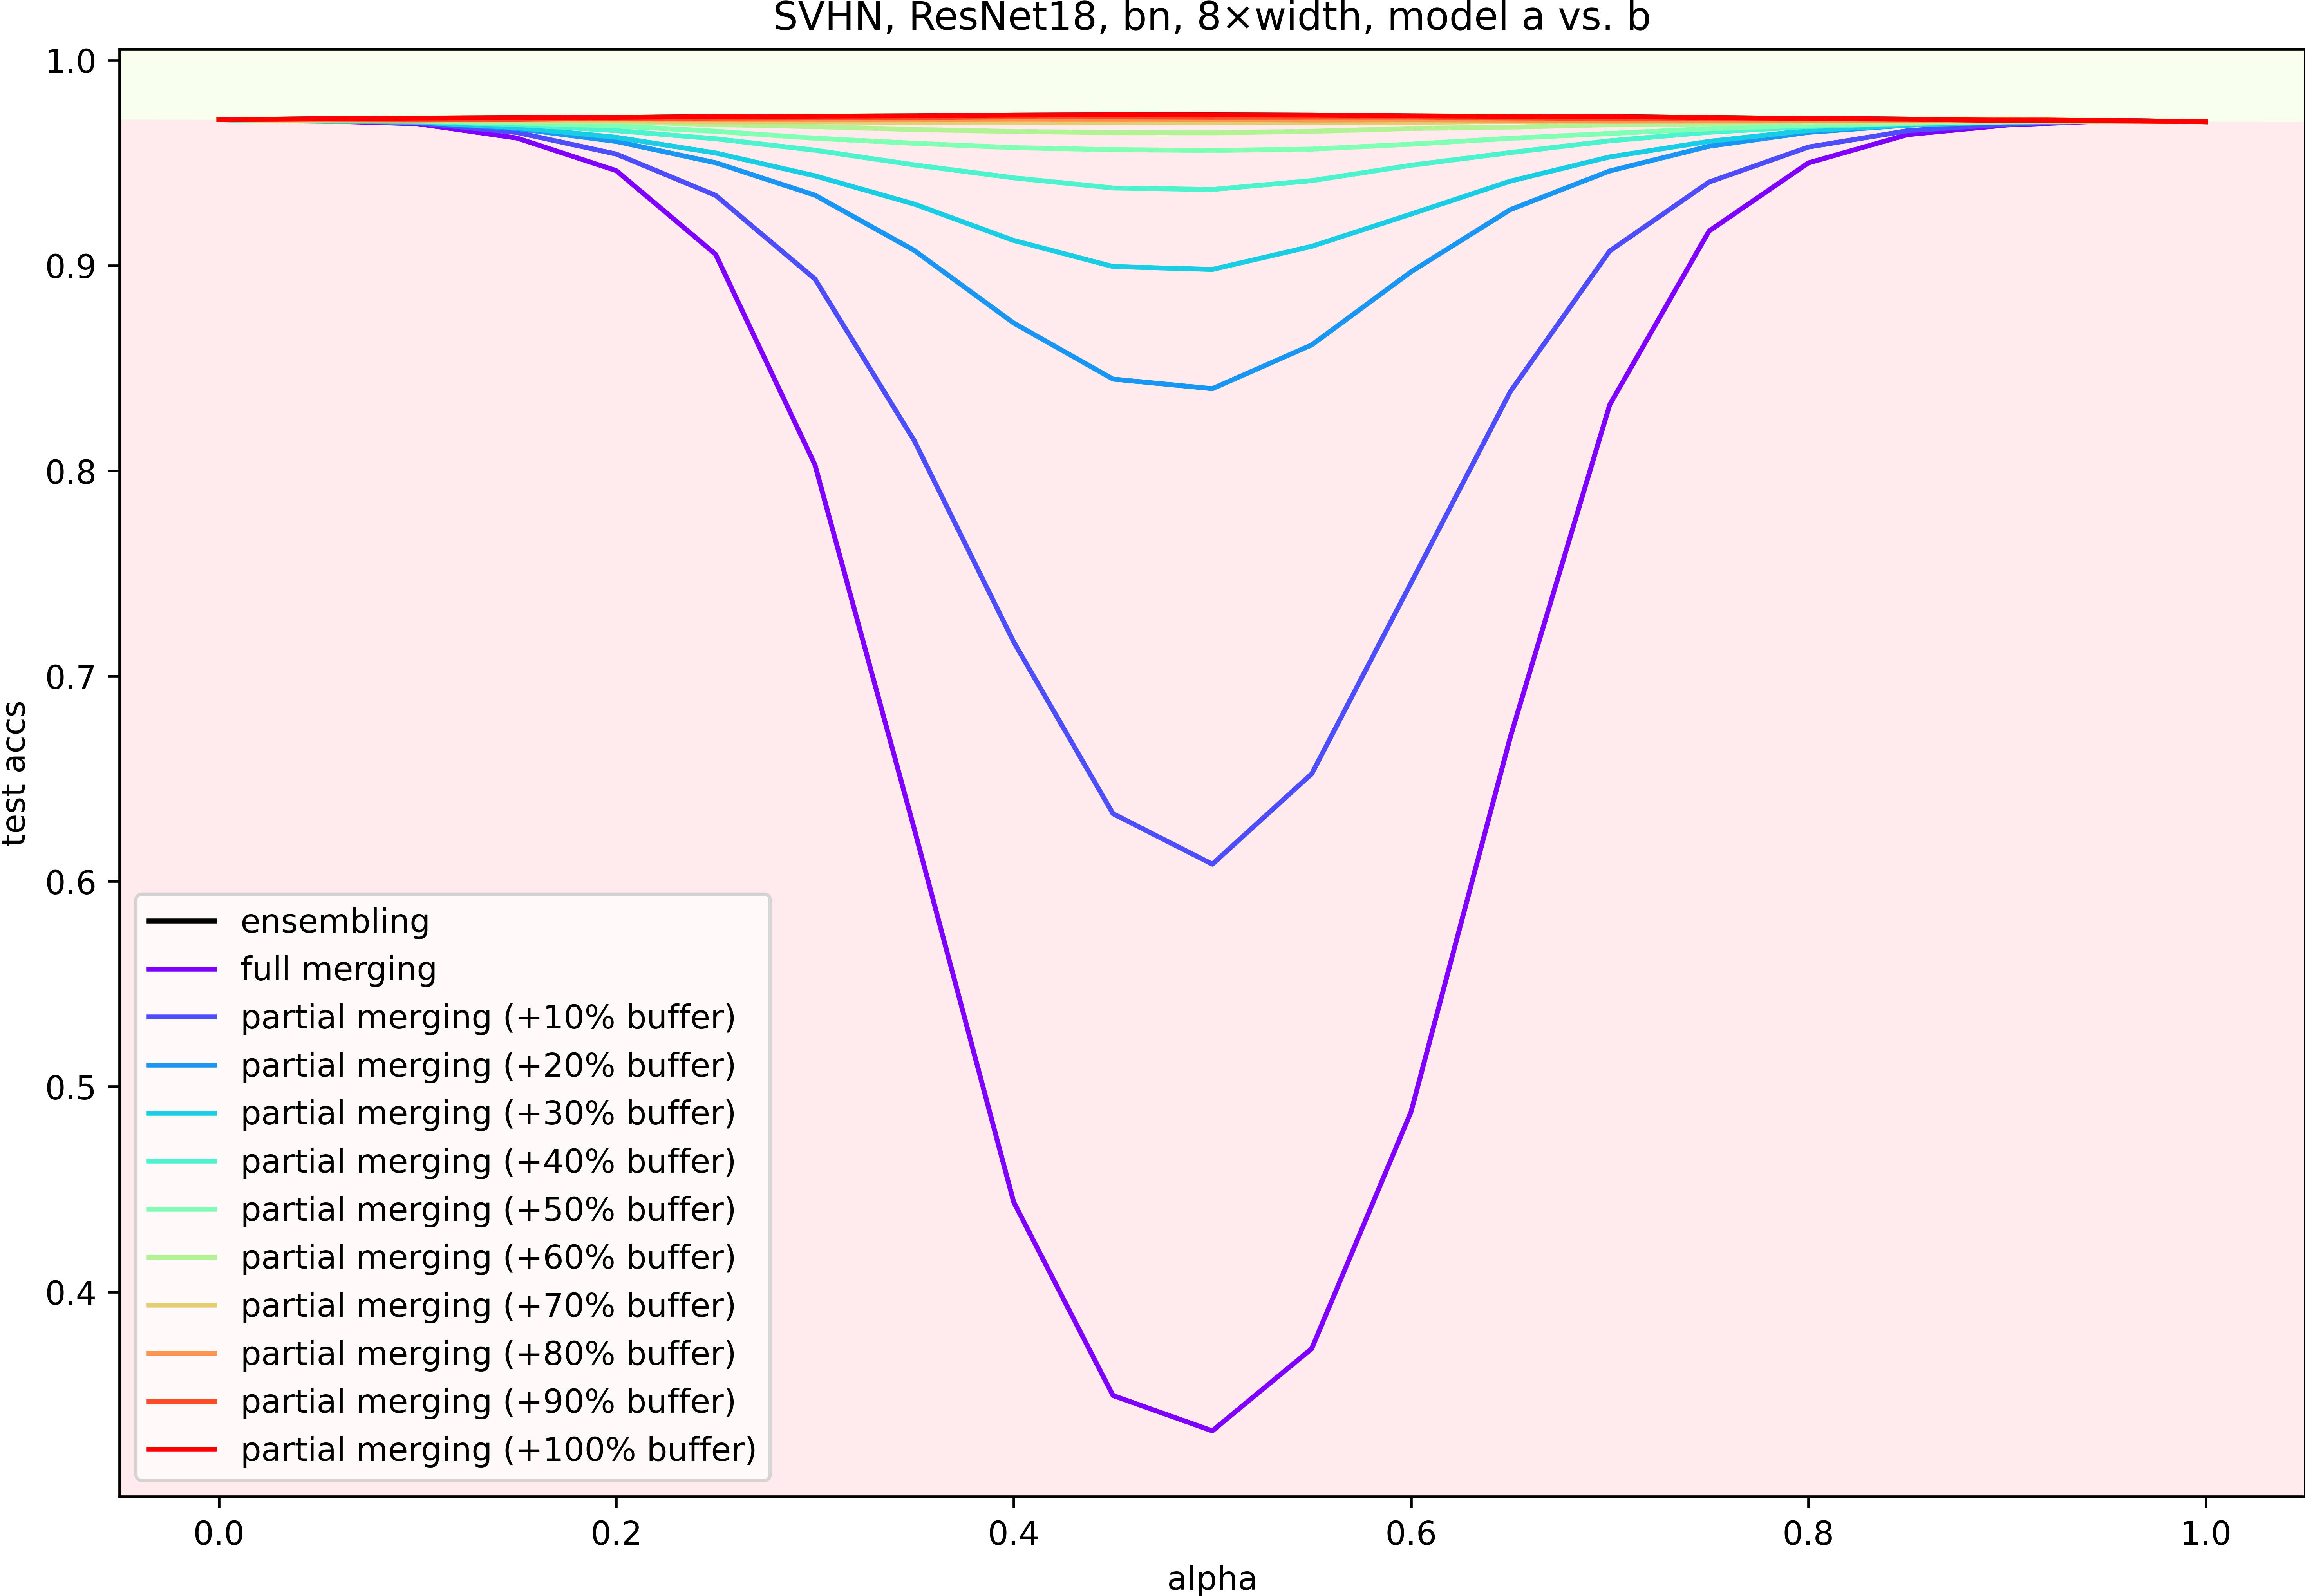 SVHN, ResNet18, bn, 8×width, model a vs. b
1.0
0.9
0.8
0.7
0.6
0.5
0.4
test accs
ensembling
full merging
partial merging (+10% buffer)
partial merging (+20% buffer)
partial merging (+30% buffer)
partial merging (+40% buffer)
partial merging (+50% buffer)
partial merging (+60% buffer)
partial merging (+70% buffer)
partial merging (+80% buffer)
partial merging (+90% buffer)
partial merging (+100% buffer)
0.0 0.2 0.4 0.6 0.8 1.0
alpha